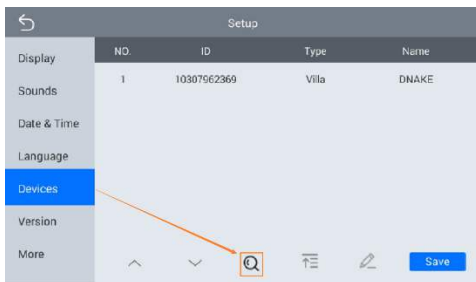 Setup
Display
Sounds
Date & Time
Language
Devices
Version
More
NO. ID Type Name
1 10307962369 Villa DNAKE
Save